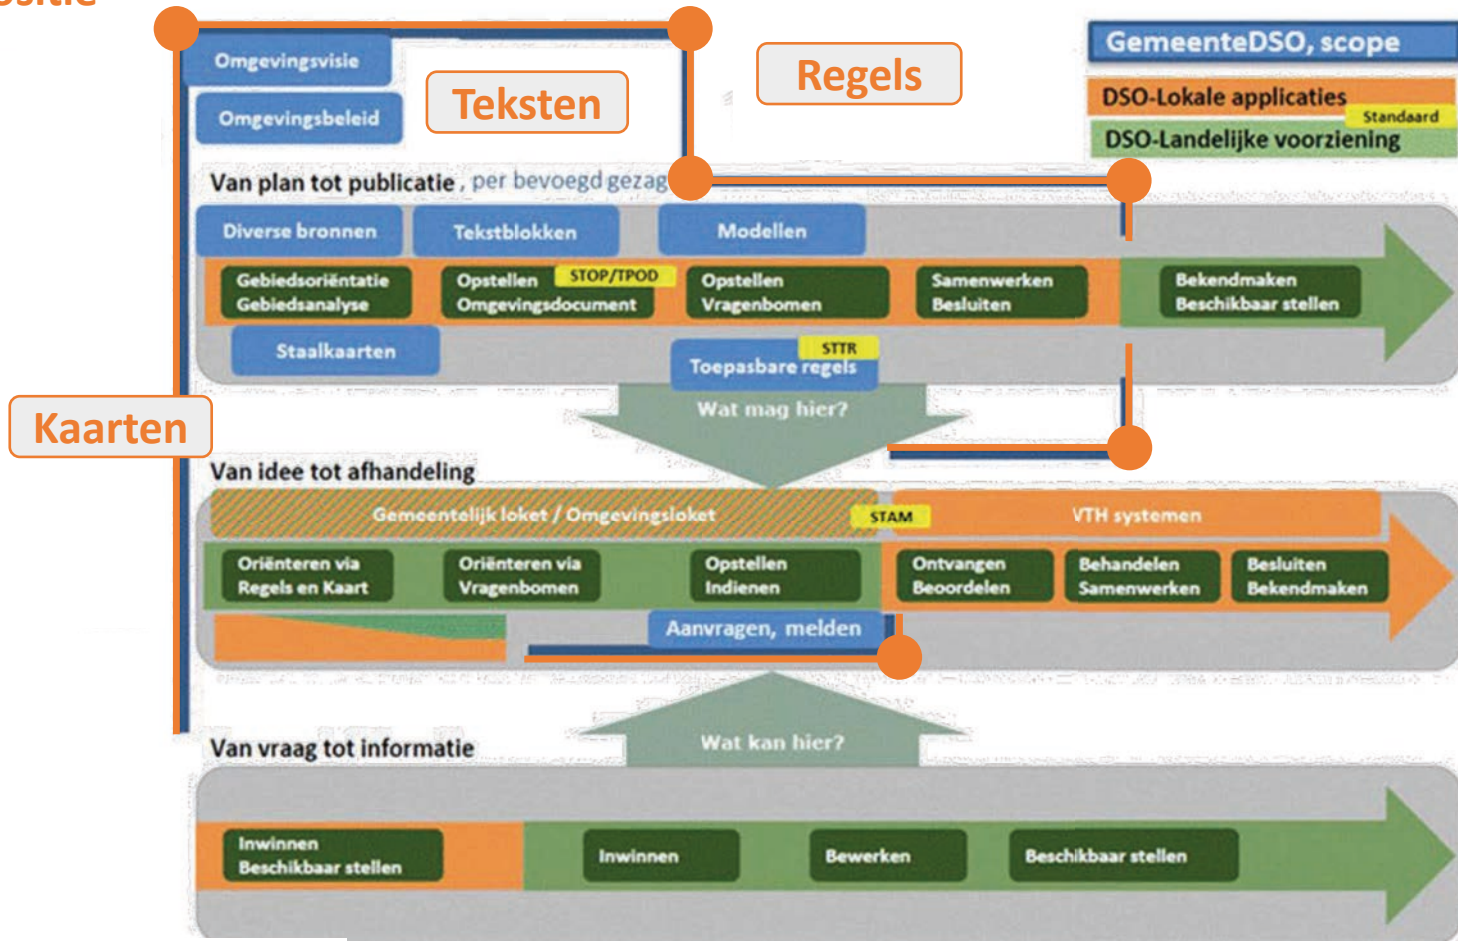 Omgevingsvisie
Omgevingsbeleid
Teksten
Regels
GemeenteDSO, scope
DSO-Lokale applicaties
Standaard
DSO-Landelijke voorziening
Van plan tot publicatie, per bevoegd gezag
Diverse bronnen
Tekstblokken
Modellen
Gebiedsoriëntatie
Gebiedsanalyse
Opstellen
STOP/TPOD
Omgevingsdocument
Opstellen
Vragenbomen
Samenwerken
Besluiten
Bekendmaken
Beschikbaar stellen
Staalkaarten
STTR
Toepasbare regels
Wat mag hier?
Kaarten
Van idee tot afhandeling
Gemeentelijk loket / Omgevingsloket
STAM
VTH systemen
Oriënteren via
Regels en Kaart
Oriënteren via
Vragenbomen
Opstellen
Indienen
Ontvangen
Beoordelen
Behandelen
Samenwerken
Besluiten
Bekendmaken
Aanvragen, melden
Wat kan hier?
Van vraag tot informatie
Inwinnen
Beschikbaar stellen
Inwinnen
Bewerken
Beschikbaar stellen